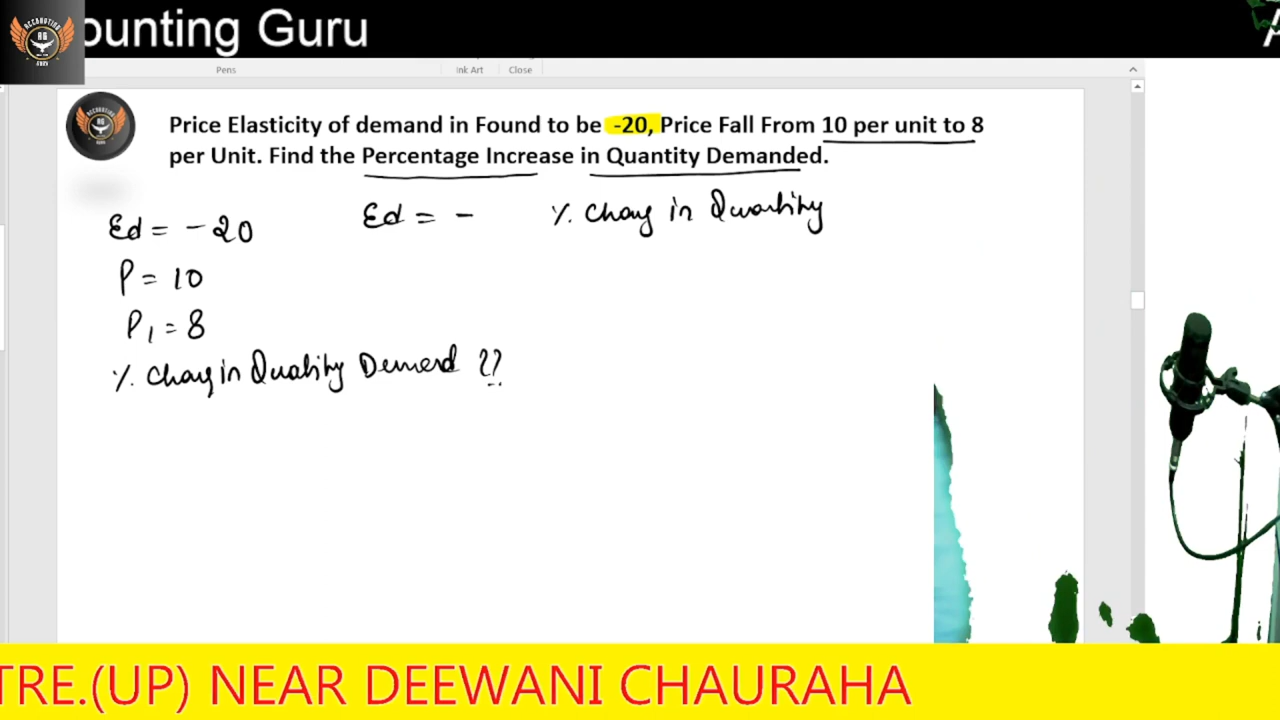 ounting Guru
Pens
Ink Art
Close
Price Elasticity of demand in Found to be -20, Price Fall From 10 per unit to 8
per Unit. Find the Percentage Increase in Quantity Demanded.
Ed = -20
Ed = -
% Chang in Quantity
P = 10
P1 = 8
% Chang in Quality Demand ??
TRE.(UP) NEAR DEEWANI CHAURAHA